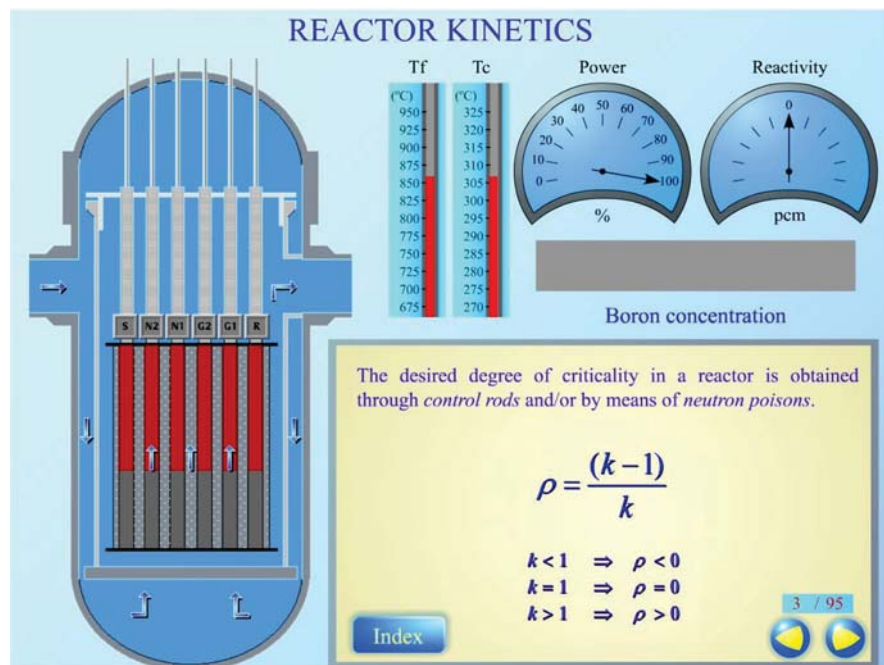 REACTOR KINETICS
Tf Tc Power Reactivity
(ºC)
950
925
900
875
850
825
800
775
750
725
700
675
(ºC)
325
320
315
310
305
300
295
290
285
280
275
270
0
10
20
30
40
50
60
70
80
90
100
%
0
pcm
Boron concentration
S N2 N1 G2 G1 R
The desired degree of criticality in a reactor is obtained
through control rods and/or by means of neutron poisons.
ρ = (k − 1) / k
k < 1 ⇒ ρ < 0
k = 1 ⇒ ρ = 0
k > 1 ⇒ ρ > 0
3 / 95
Index